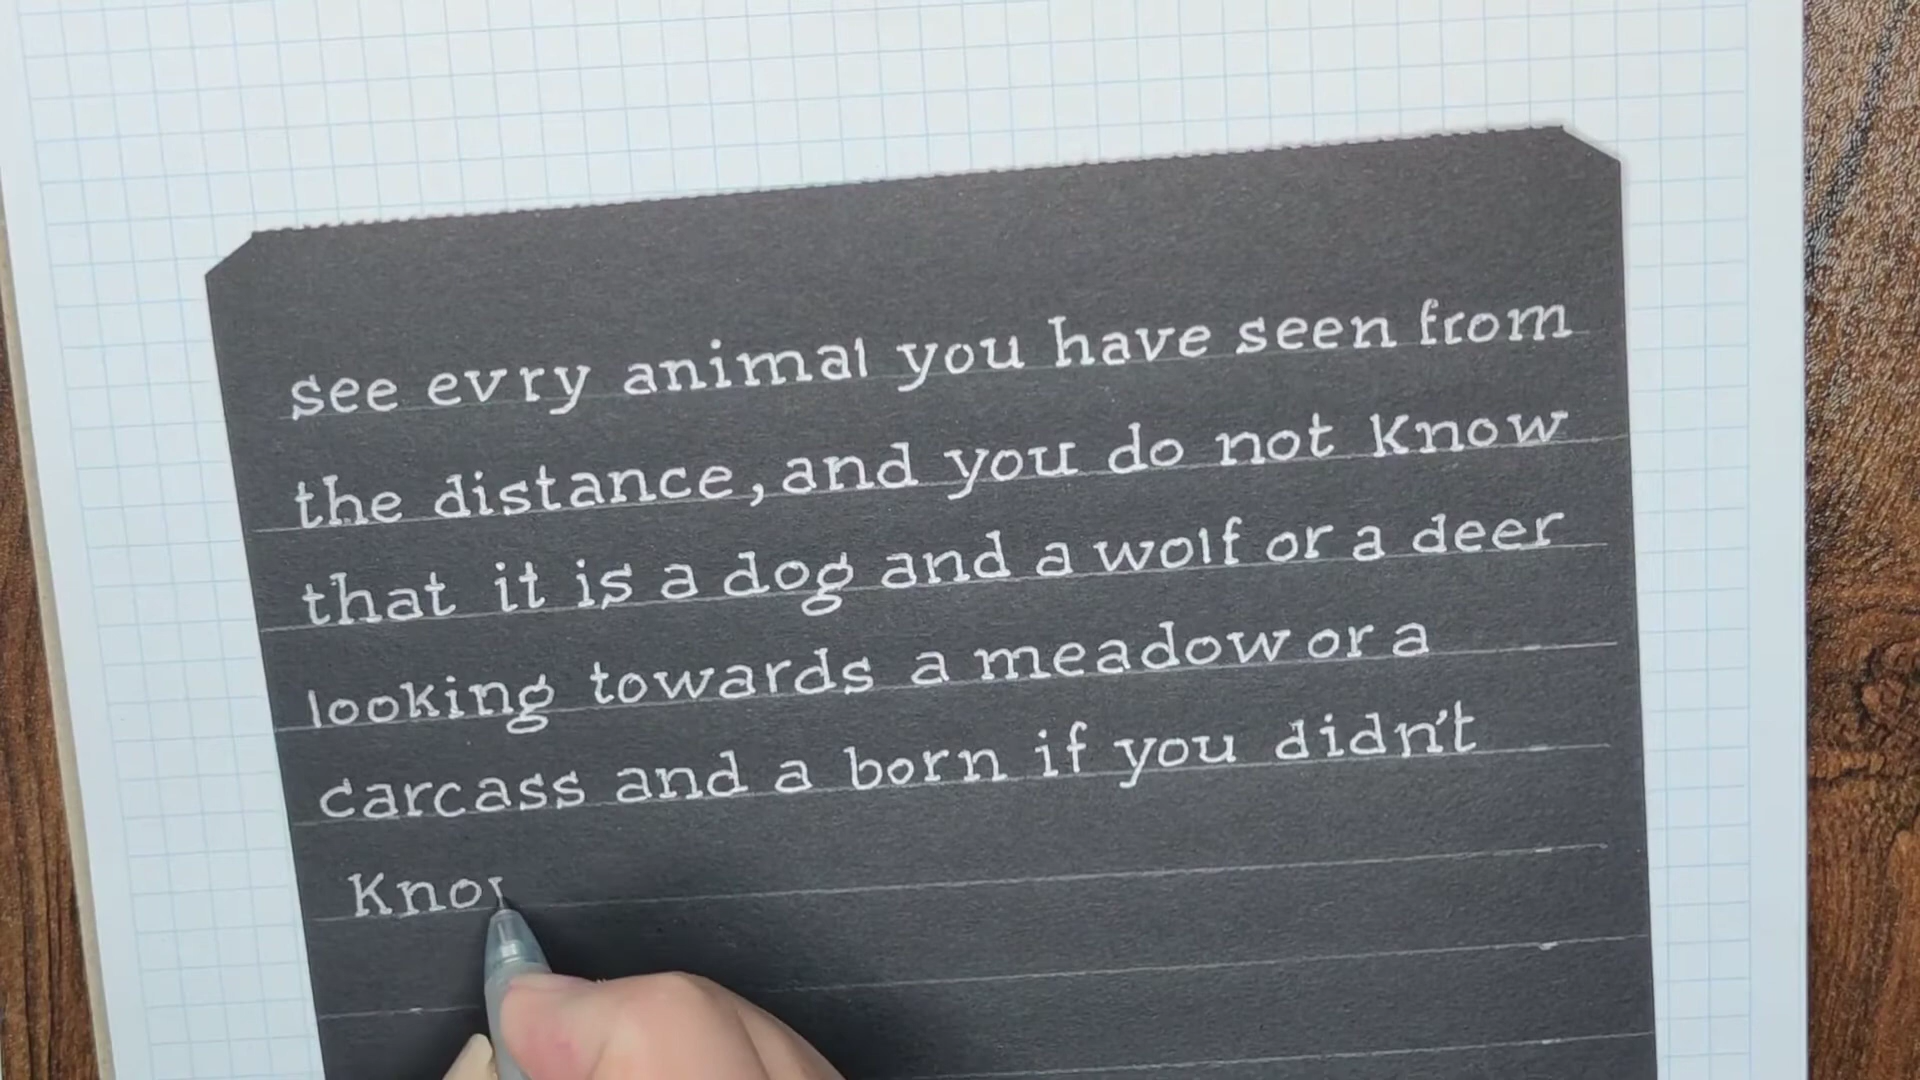 see evry animal you have seen from
the distance, and you do not Know
that it is a dog and a wolf or a deer
looking towards a meadow or a
carcass and a born if you didn't
Kno